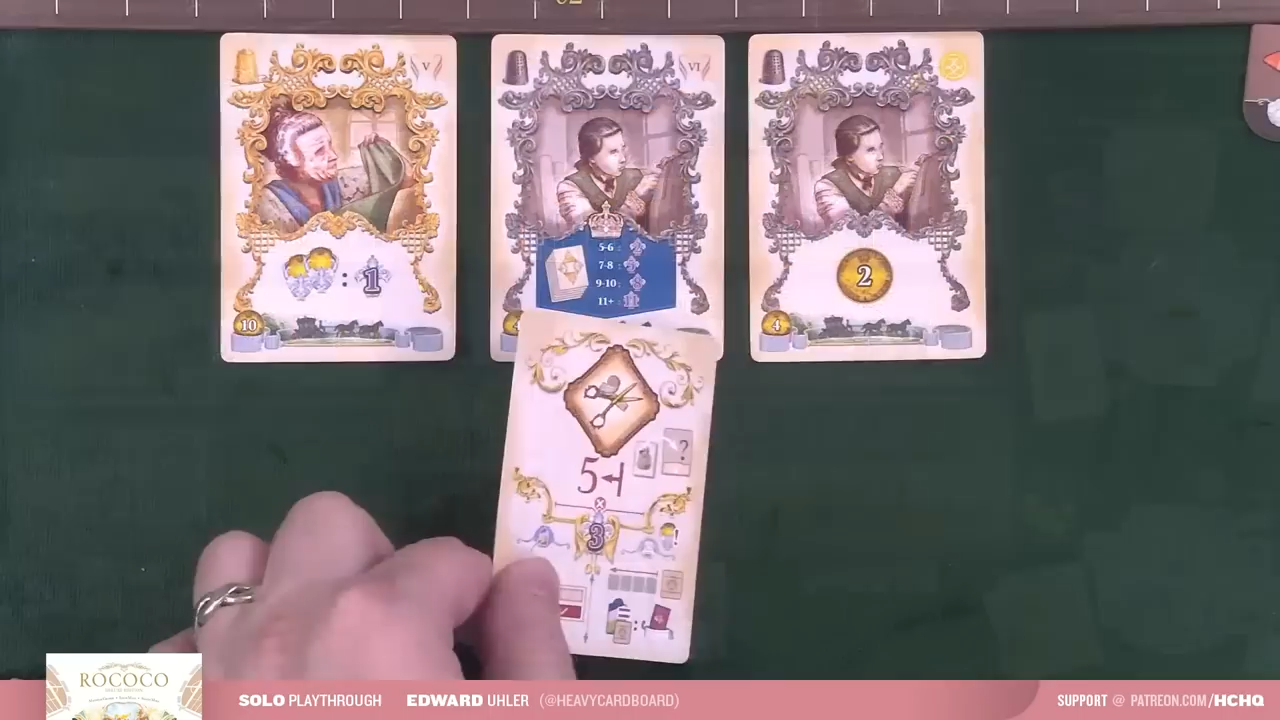 V
VI
5-6 :
7-8 :
9-10 :
11+ :
: 1
2
10
4
4
5
?
3
!
:
ROCOCO
SOLO PLAYTHROUGH
EDWARD UHLER (@HEAVYCARDBOARD)
SUPPORT @ PATREON.COM/HCHQ